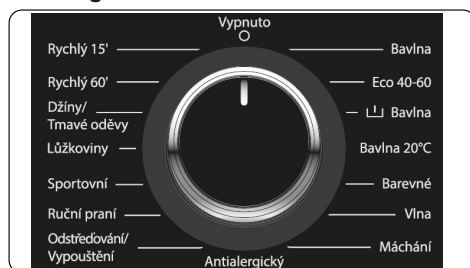 Vypnuto
Rychlý 15'
Rychlý 60'
Džíny/
Tmavé oděvy
Lůžkoviny
Sportovní
Ruční praní
Odstřeďování/
Vypouštění
Antialergický
Bavlna
Eco 40-60
Bavlna
Bavlna 20°C
Barevné
Vlna
Máchání